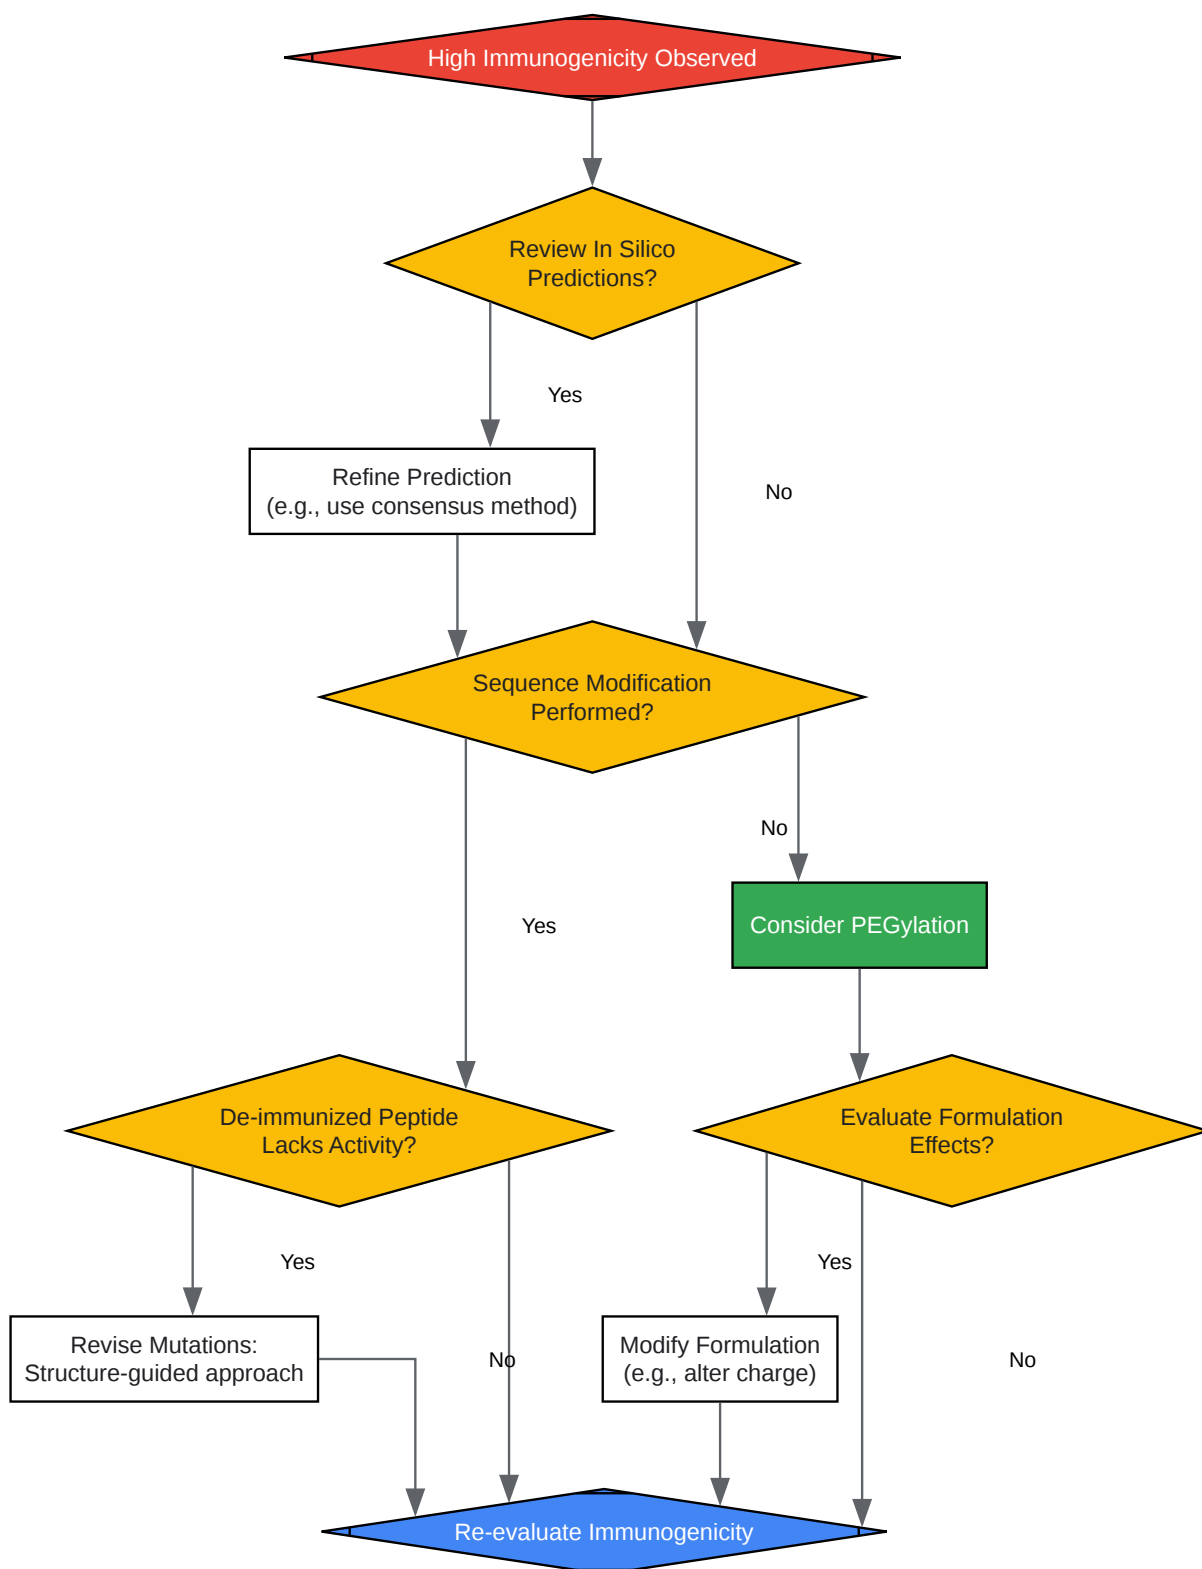 High Immunogenicity Observed
Review In Silico
Predictions?
Yes
No
Refine Prediction
(e.g., use consensus method)
Sequence Modification
Performed?
No
Yes
Consider PEGylation
De-immunized Peptide
Lacks Activity?
Evaluate Formulation
Effects?
Yes
Yes
Revise Mutations:
Structure-guided approach
No
Modify Formulation
(e.g., alter charge)
No
Re-evaluate Immunogenicity